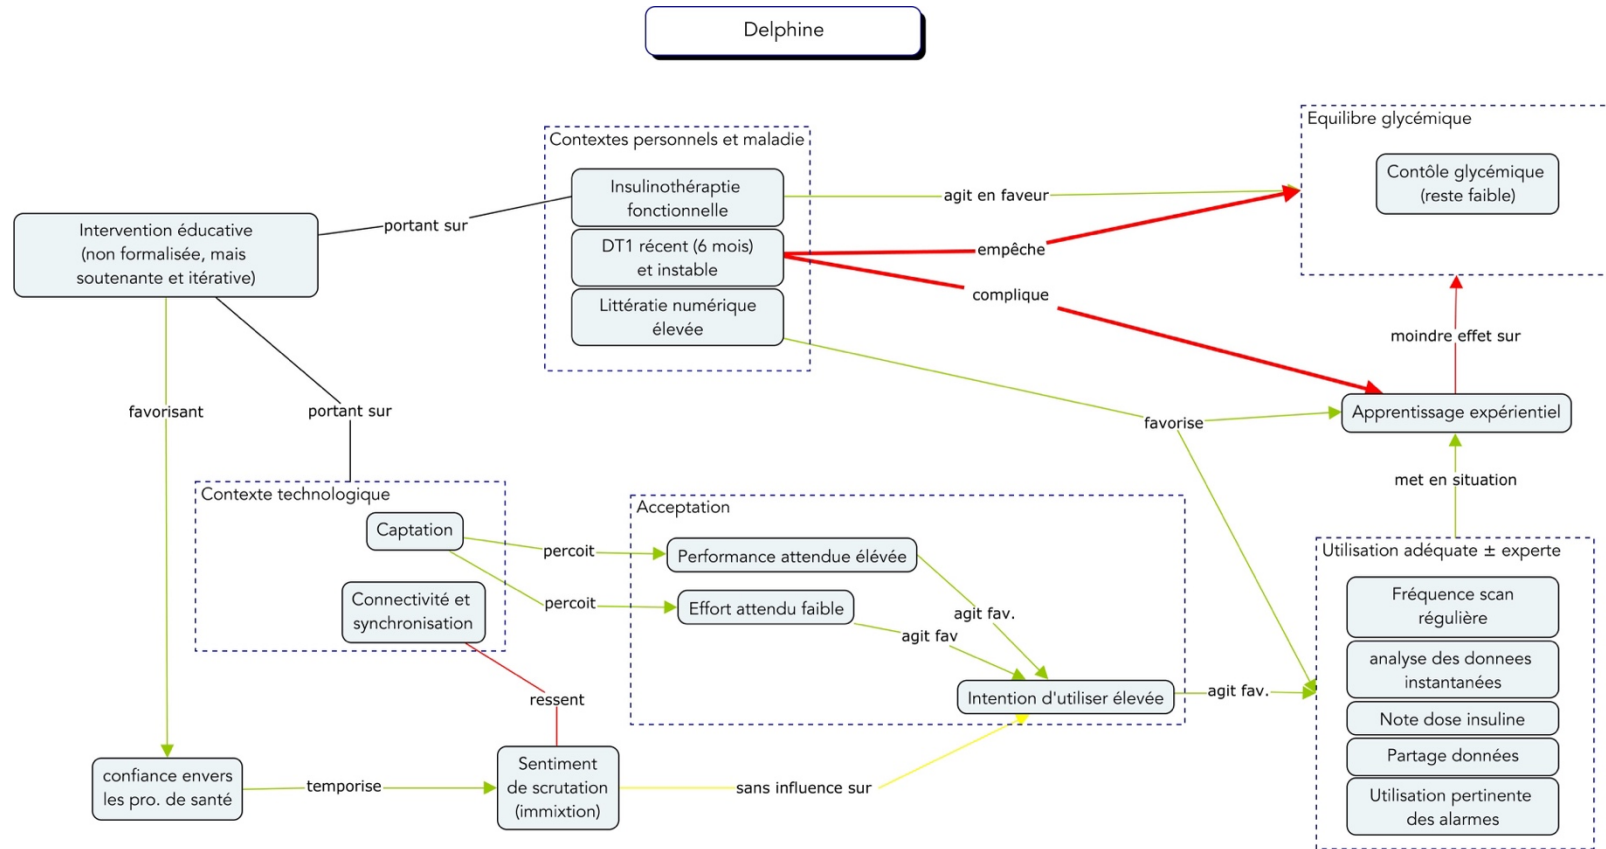 Delphine
Equilibre glycémique
Contôle glycémique
(reste faible)
Contextes personnels et maladie
Insulinothéraptie
fonctionnelle
DT1 récent (6 mois)
et instable
Littératie numérique
élevée
agit en faveur
empêche
complique
portant sur
Intervention éducative
(non formalisée, mais
soutenante et itérative)
moindre effet sur
favorisant
portant sur
favorise
Apprentissage expérientiel
met en situation
Contexte technologique
Captation
Connectivité et
synchronisation
percoit
percoit
Acceptation
Performance attendue élévée
Effort attendu faible
agit fav.
agit fav
Intention d'utiliser élevée
agit fav.
Utilisation adéquate ± experte
Fréquence scan
régulière
analyse des donnees
instantanées
Note dose insuline
Partage données
Utilisation pertinente
des alarmes
ressent
confiance envers
les pro. de santé
temporise
Sentiment
de scrutation
(immixtion)
sans influence sur